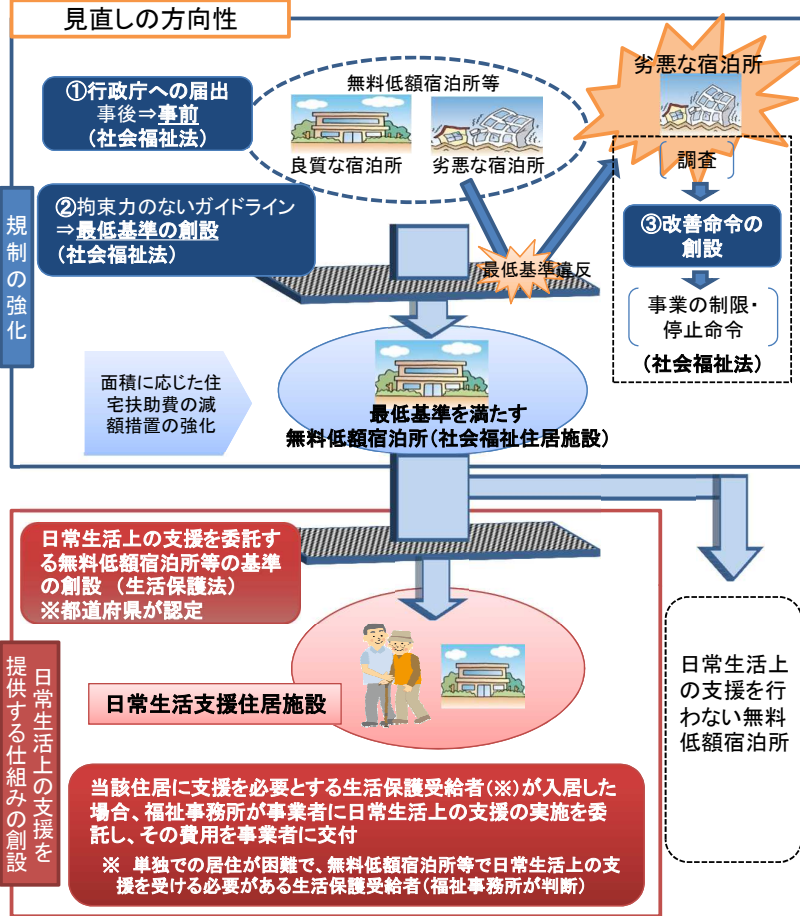 見直しの方向性
①行政庁への届出
事後⇒事前
(社会福祉法)
無料低額宿泊所等
良質な宿泊所
劣悪な宿泊所
劣悪な宿泊所
調査
③改善命令の
創設
事業の制限・
停止命令
(社会福祉法)
規制の強化
②拘束力のないガイドライン
⇒最低基準の創設
(社会福祉法)
最低基準違反
面積に応じた住
宅扶助費の減
額措置の強化
最低基準を満たす
無料低額宿泊所(社会福祉住居施設)
日常生活上の支援を委託す
る無料低額宿泊所等の基準
の創設 (生活保護法)
※都道府県が認定
日常生活上の支援を
提供する仕組みの創設
日常生活支援住居施設
日常生活上
の支援を行
わない無料
低額宿泊所
当該住居に支援を必要とする生活保護受給者(※)が入居した
場合、福祉事務所が事業者に日常生活上の支援の実施を委
託し、その費用を事業者に交付
※ 単独での居住が困難で、無料低額宿泊所等で日常生活上の支
援を受ける必要がある生活保護受給者(福祉事務所が判断)